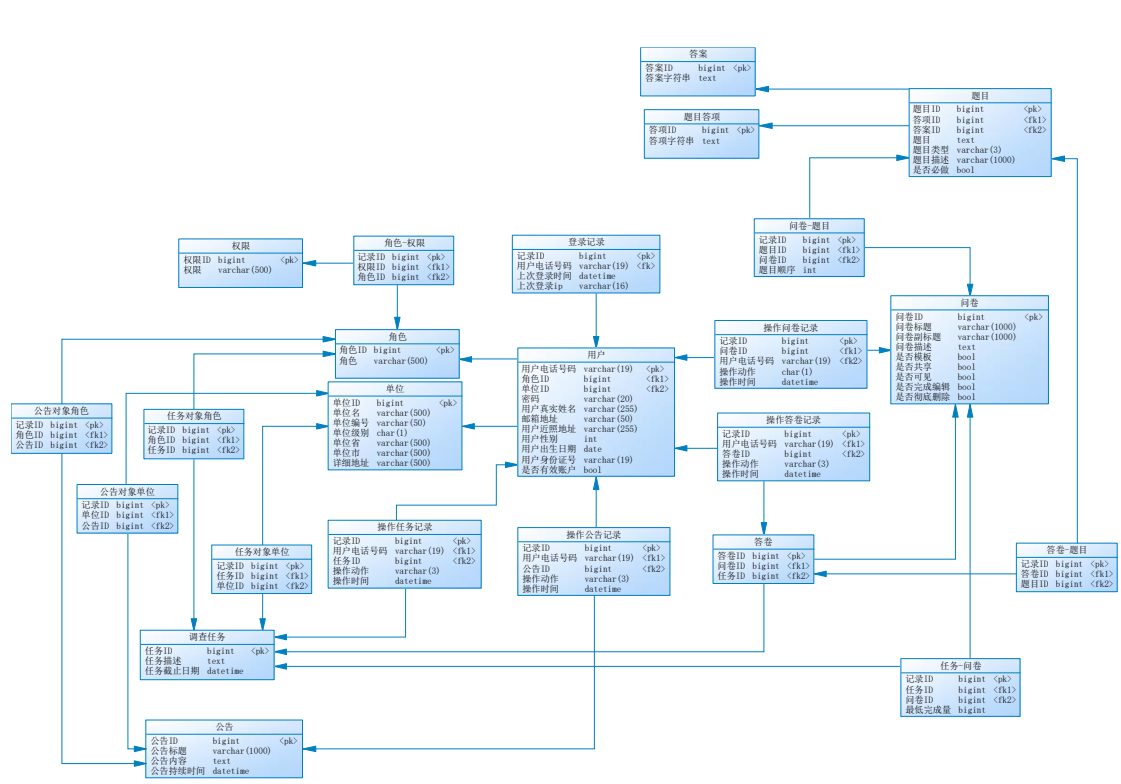 答案
答案ID bigint <pk>
答案字符串 text
题目
题目ID bigint <pk>
答项ID bigint <fk1>
答案ID bigint <fk2>
题目 text
题目类型 varchar(3)
题目描述 varchar(1000)
是否必做 bool
题目答项
答项ID bigint <pk>
答项字符串 text
问卷-题目
记录ID bigint <pk>
题目ID bigint <fk1>
问卷ID bigint <fk2>
题目顺序 int
权限
权限ID bigint <pk>
权限 varchar(500)
角色-权限
记录ID bigint <pk>
权限ID bigint <fk1>
角色ID bigint <fk2>
登录记录
记录ID bigint <pk>
用户电话号码 varchar(19) <fk>
上次登录时间 datetime
上次登录ip varchar(16)
问卷
问卷ID bigint <pk>
问卷标题 varchar(1000)
问卷副标题 varchar(1000)
问卷描述 text
是否模板 bool
是否共享 bool
是否可见 bool
是否完成编辑 bool
是否彻底删除 bool
角色
角色ID bigint <pk>
角色 varchar(500)
操作问卷记录
记录ID bigint <pk>
问卷ID bigint <fk1>
用户电话号码 varchar(19) <fk2>
操作动作 char(1)
操作时间 datetime
用户
用户电话号码 varchar(19) <pk>
角色ID bigint <fk1>
单位ID bigint <fk2>
密码 varchar(20)
用户真实姓名 varchar(255)
邮箱地址 varchar(50)
用户近照地址 varchar(255)
用户性别 int
用户出生日期 date
用户身份证号 varchar(19)
是否有效账户 bool
单位
单位ID bigint <pk>
单位名 varchar(500)
单位编号 varchar(50)
单位级别 char(1)
单位省 varchar(500)
单位市 varchar(500)
详细地址 varchar(500)
公告对象角色
记录ID bigint <pk>
角色ID bigint <fk1>
公告ID bigint <fk2>
任务对象角色
记录ID bigint <pk>
角色ID bigint <fk1>
任务ID bigint <fk2>
操作答卷记录
记录ID bigint <pk>
用户电话号码 varchar(19) <fk1>
答卷ID bigint <fk2>
操作动作 varchar(3)
操作时间 datetime
公告对象单位
记录ID bigint <pk>
单位ID bigint <fk1>
公告ID bigint <fk2>
操作任务记录
记录ID bigint <pk>
用户电话号码 varchar(19) <fk1>
任务ID bigint <fk2>
操作动作 varchar(3)
操作时间 datetime
操作公告记录
记录ID bigint <pk>
用户电话号码 varchar(19) <fk1>
公告ID bigint <fk2>
操作动作 varchar(3)
操作时间 datetime
答卷
答卷ID bigint <pk>
问卷ID bigint <fk1>
任务ID bigint <fk2>
任务对象单位
记录ID bigint <pk>
任务ID bigint <fk1>
单位ID bigint <fk2>
答卷-题目
记录ID bigint <pk>
答卷ID bigint <fk1>
题目ID bigint <fk2>
调查任务
任务ID bigint <pk>
任务描述 text
任务截止日期 datetime
任务-问卷
记录ID bigint <pk>
任务ID bigint <fk1>
问卷ID bigint <fk2>
最低完成量 bigint
公告
公告ID bigint <pk>
公告标题 varchar(1000)
公告内容 text
公告持续时间 datetime